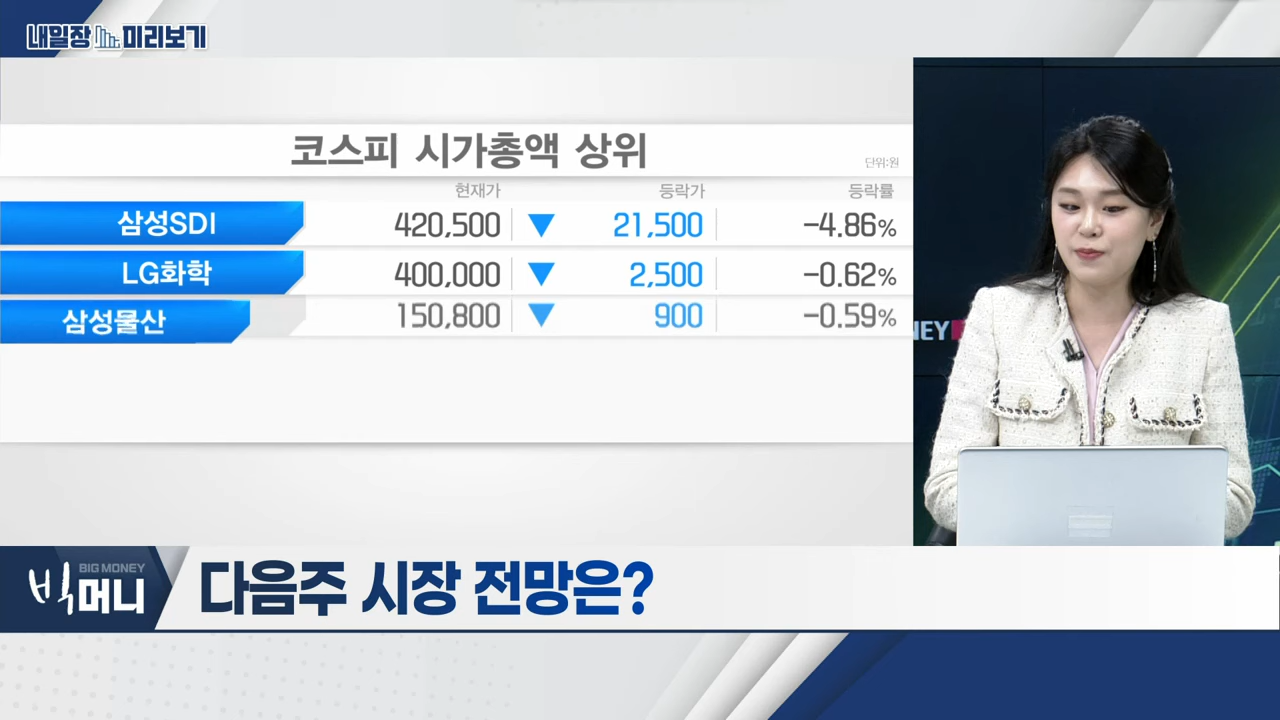 내일장 미리보기
코스피 시가총액 상위
단위:원
현재가 등락가 등락률
삼성SDI 420,500 ▼ 21,500 -4.86%
LG화학 400,000 ▼ 2,500 -0.62%
삼성물산 150,800 ▼ 900 -0.59%
NEY
BIG MONEY
빅머니
다음주 시장 전망은?